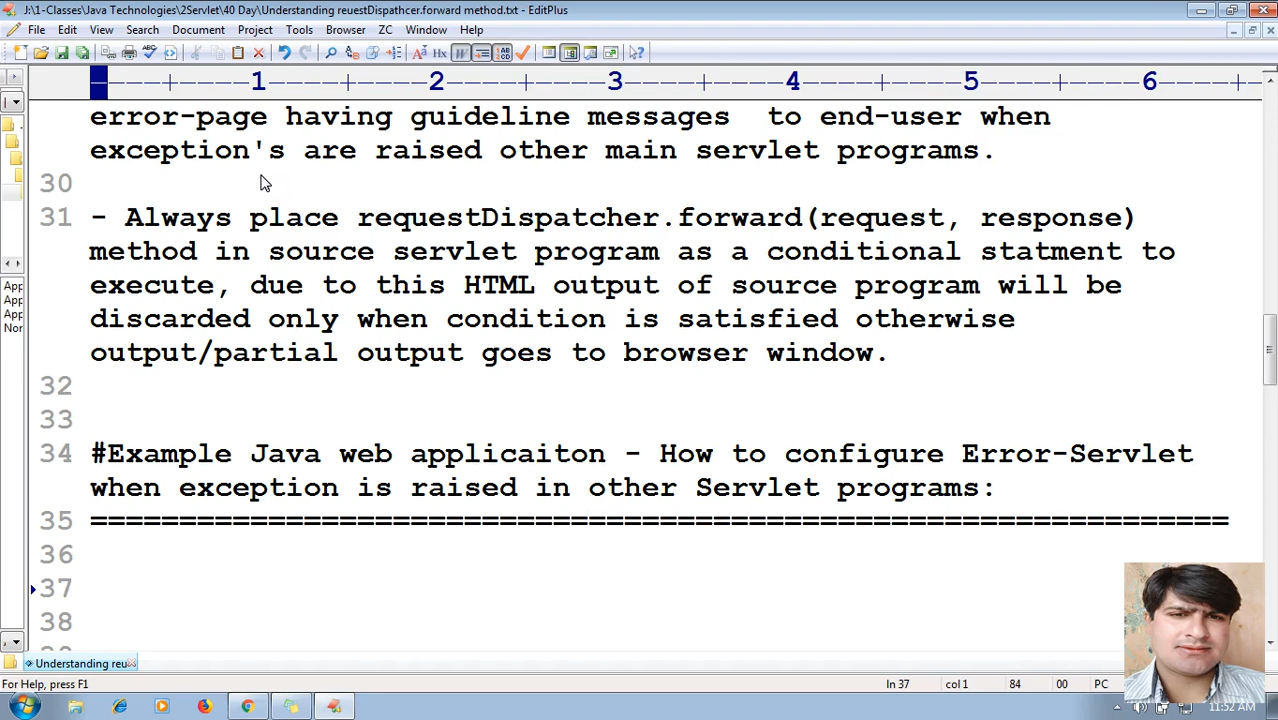 J:\1-Classes\Java Technologies\2Servlet\40 Day\Understanding reuestDispathcer.forward method.txt - EditPlus
File Edit View Search Document Project Tools Browser ZC Window Help
1 2 3 4 5 6
error-page having guideline messages  to end-user when
exception's are raised other main servlet programs.
30
31 - Always place requestDispatcher.forward(request, response)
method in source servlet program as a conditional statment to
execute, due to this HTML output of source program will be
discarded only when condition is satisfied otherwise
output/partial output goes to browser window.
32
33
34 #Example Java web applicaiton - How to configure Error-Servlet
when exception is raised in other Servlet programs:
35 ================================================================
36
37
38
App
App
Nor
Understanding reu
For Help, press F1 ln 37 col 1 84 00 PC
11:52 AM